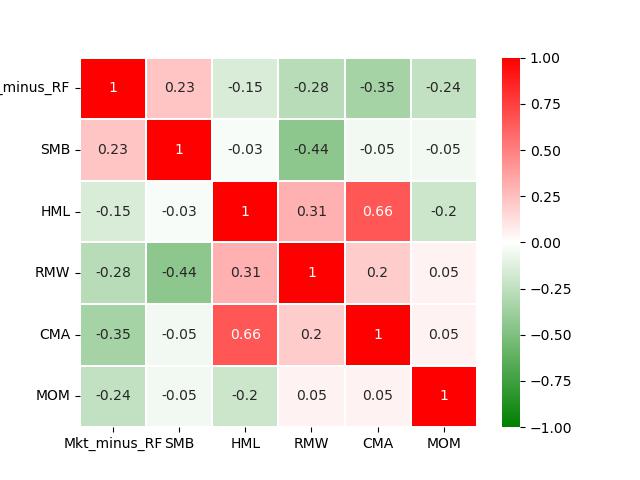 _minus_RF 1 0.23 -0.15 -0.28 -0.35 -0.24
SMB 0.23 1 -0.03 -0.44 -0.05 -0.05
HML -0.15 -0.03 1 0.31 0.66 -0.2
RMW -0.28 -0.44 0.31 1 0.2 0.05
CMA -0.35 -0.05 0.66 0.2 1 0.05
MOM -0.24 -0.05 -0.2 0.05 0.05 1
Mkt_minus_RF SMB HML RMW CMA MOM
1.00
0.75
0.50
0.25
0.00
−0.25
−0.50
−0.75
−1.00